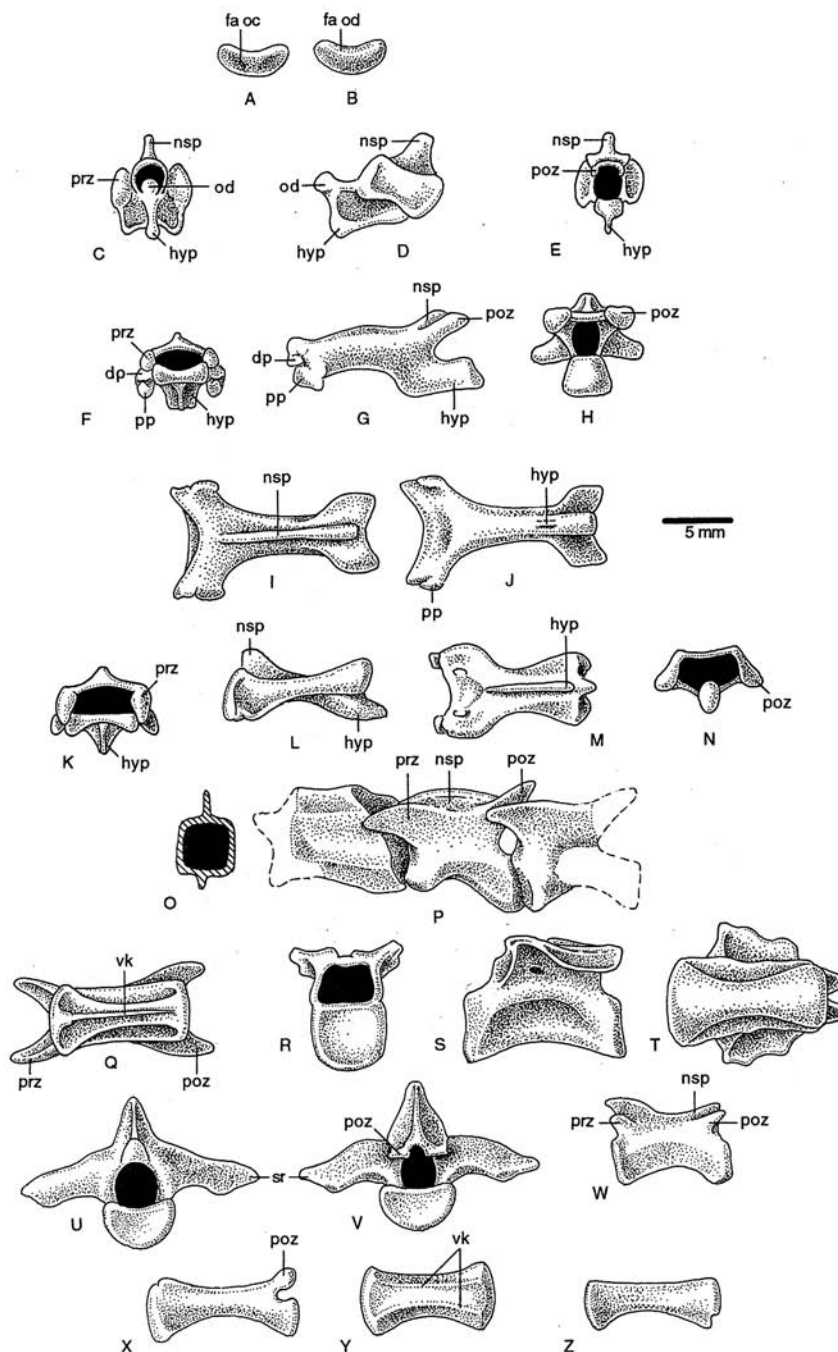 fa oc
fa od
A
B
nsp
nsp
nsp
prz
od
od
poz
hyp
hyp
hyp
C
D
E
nsp
poz
poz
prz
dp
dp
pp
pp
hyp
hyp
F
G
H
nsp
hyp
5 mm
pp
I
J
nsp
hyp
prz
poz
hyp
hyp
K
L
M
N
prz
nsp
poz
O
P
vk
prz
poz
Q
R
S
T
poz
nsp
prz
poz
sr
U
V
W
poz
vk
X
Y
Z